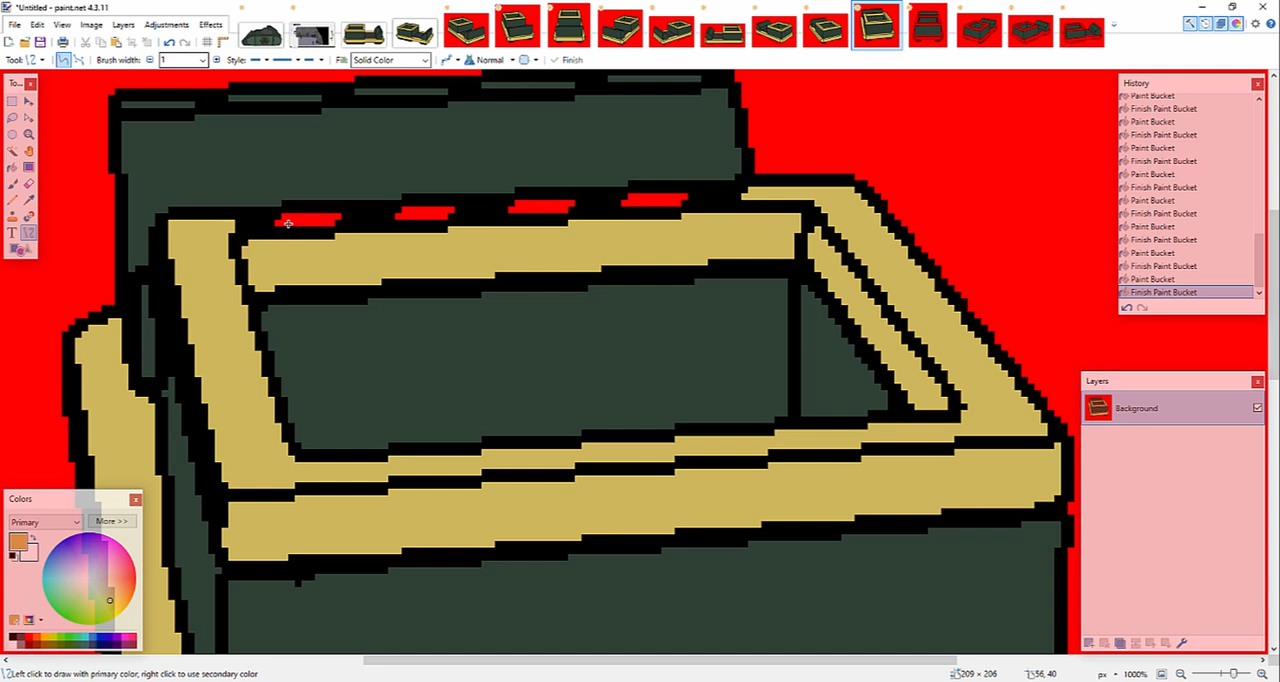 *Untitled - paint.net 4.3.11
File Edit View Image Layers Adjustments Effects
Tool: Brush width: 1 Style: Fill: Solid Color Normal Finish
To...
History
Paint Bucket
Finish Paint Bucket
Paint Bucket
Finish Paint Bucket
Paint Bucket
Finish Paint Bucket
Paint Bucket
Finish Paint Bucket
Paint Bucket
Finish Paint Bucket
Paint Bucket
Finish Paint Bucket
Paint Bucket
Finish Paint Bucket
Paint Bucket
Finish Paint Bucket
Layers
Background
Colors
Primary More >>
Left click to draw with primary color, right click to use secondary color 209 × 206 56, 40 px 1000%